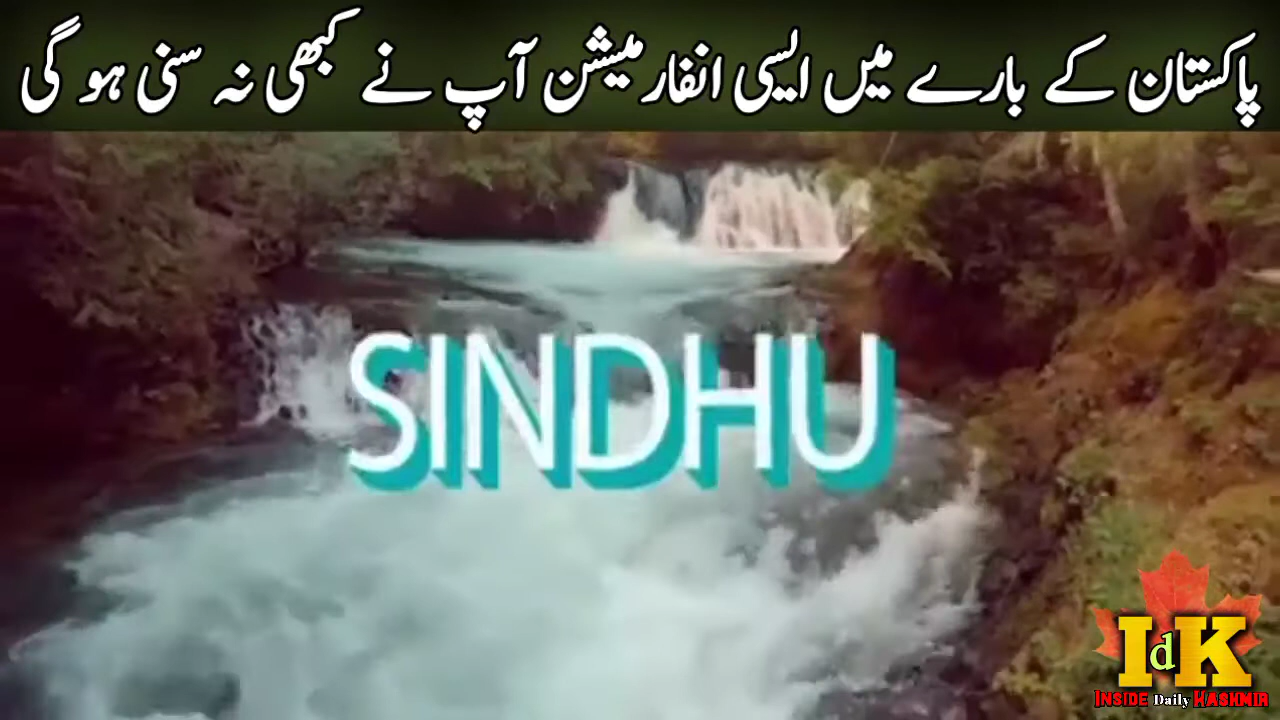 پاکستان کے بارے میں ایسی انفارمیشن آپ نے کبھی نہ سنی ہو گی
SINDHU
IdK
INSIDE Daily KASHMIR